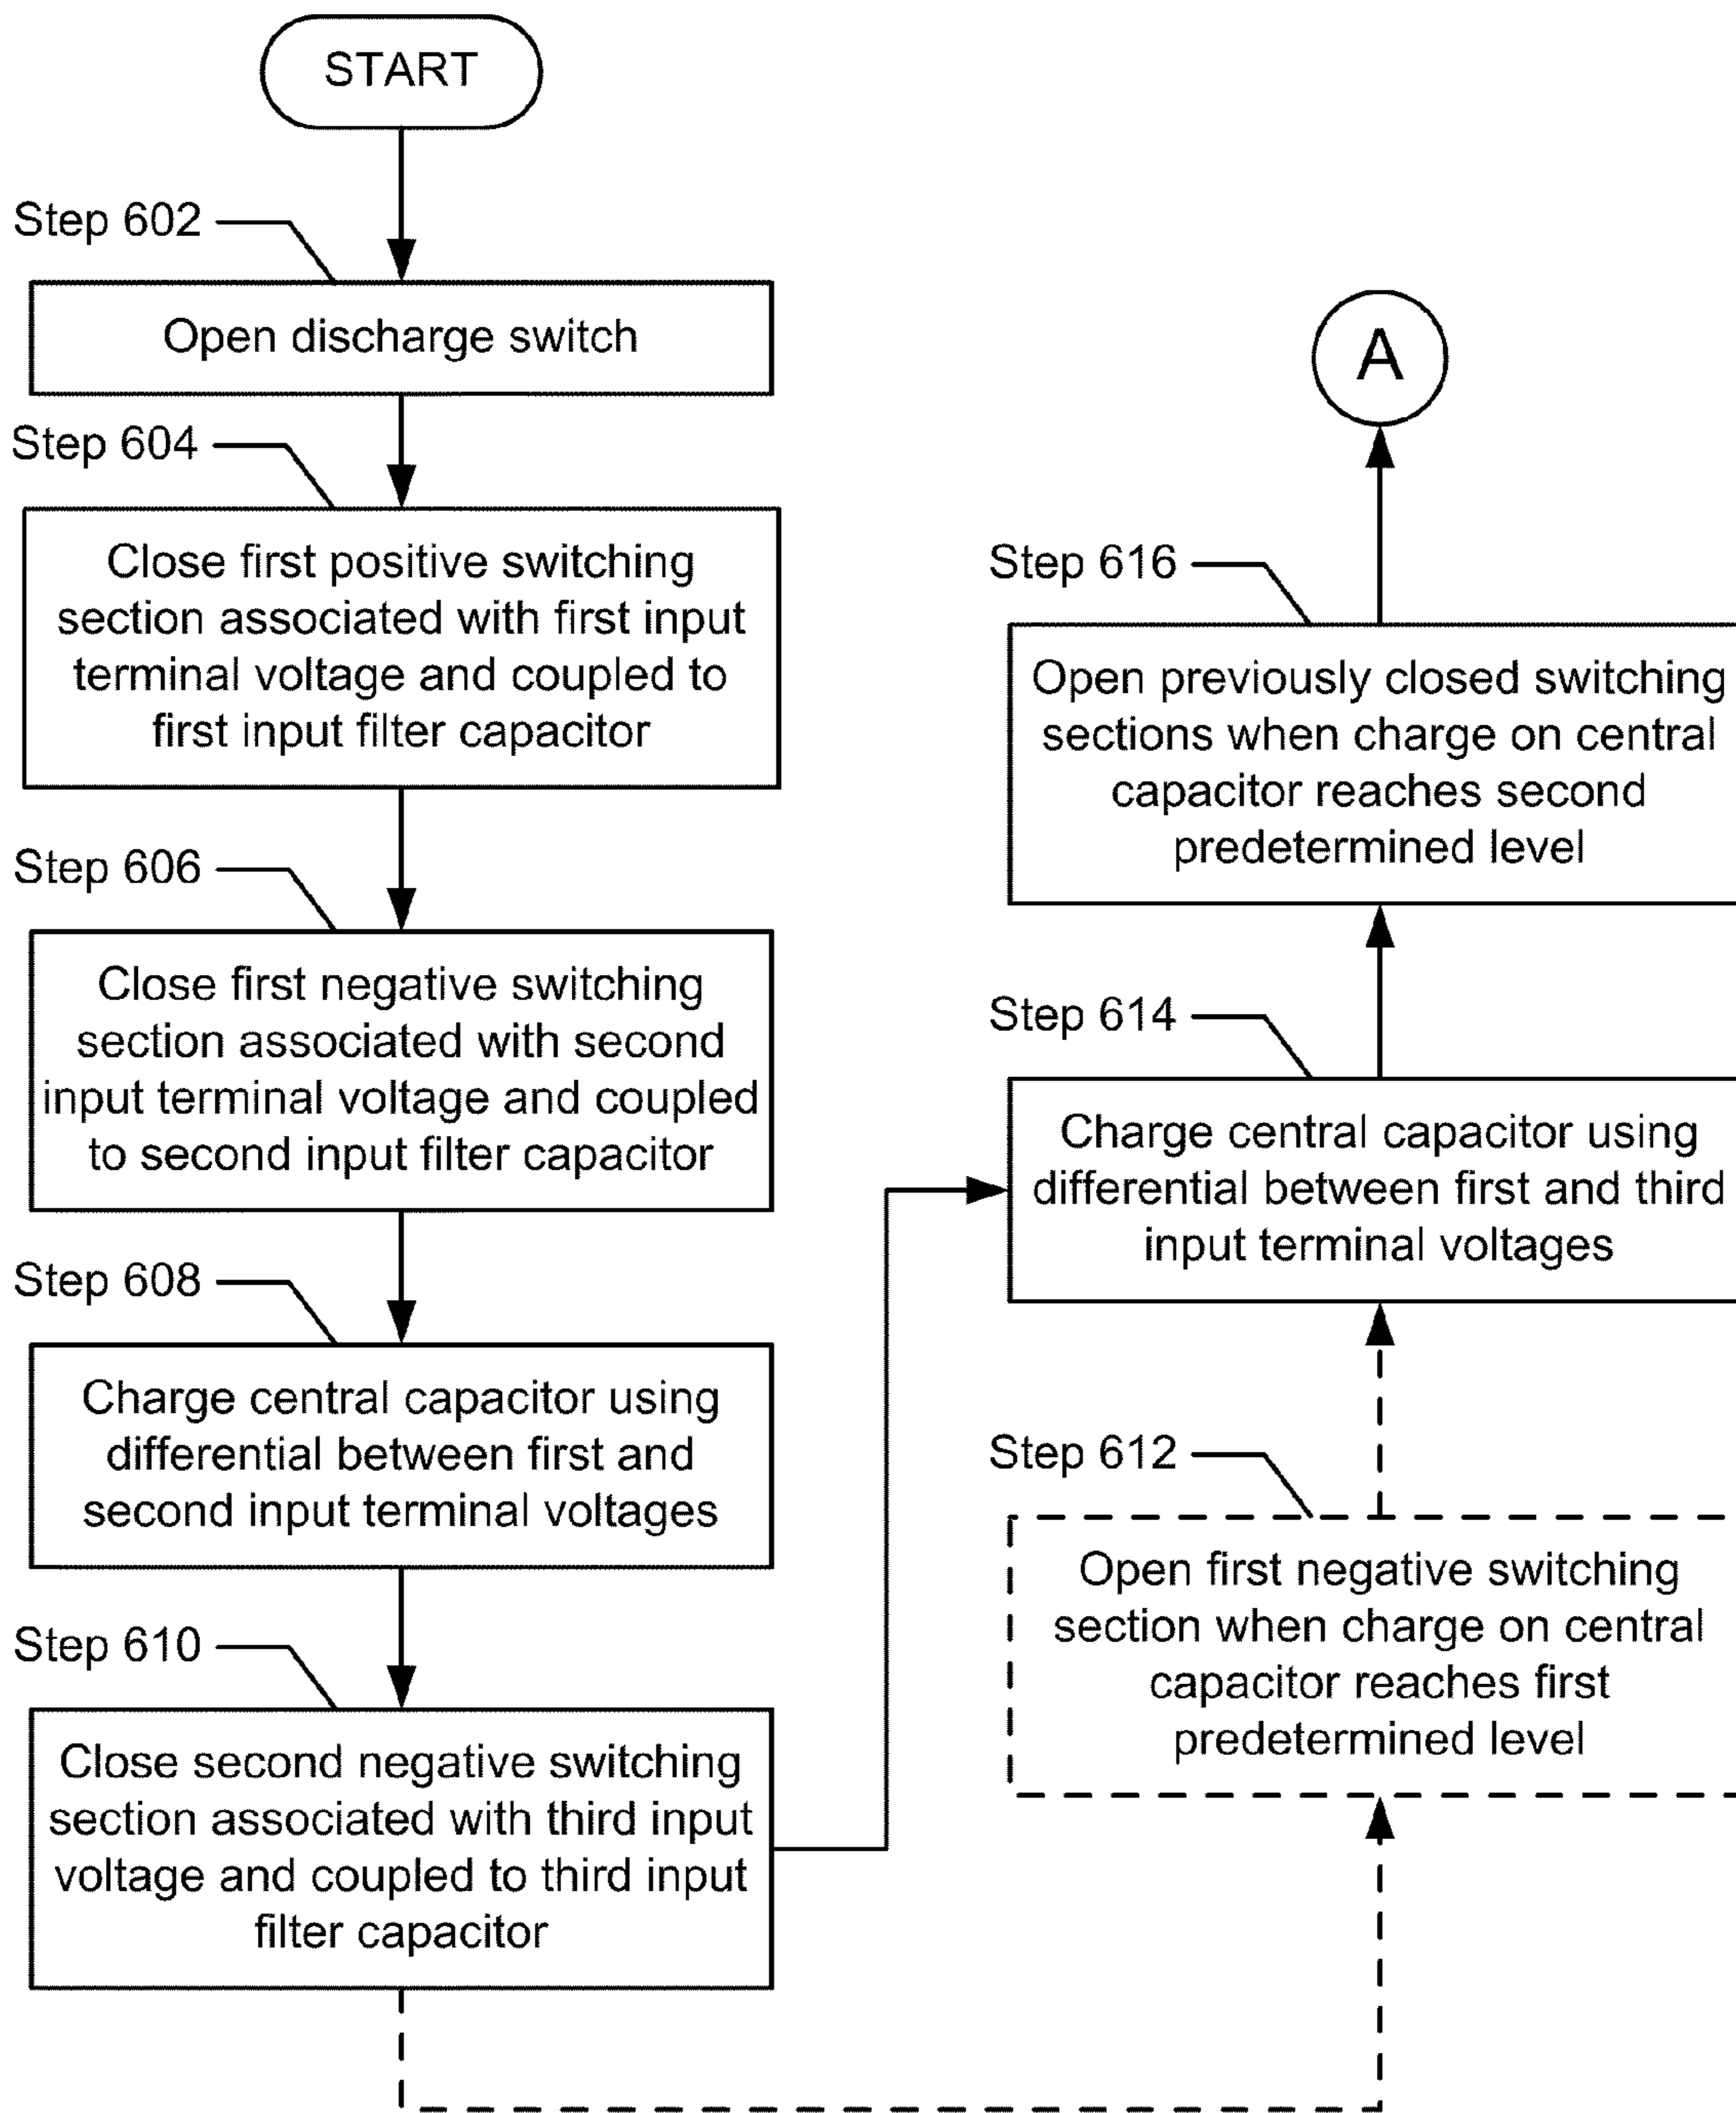 START
Step 602
Open discharge switch
Step 604
Close first positive switching
section associated with first input
terminal voltage and coupled to
first input filter capacitor
Step 606
Close first negative switching
section associated with second
input terminal voltage and coupled
to second input filter capacitor
Step 608
Charge central capacitor using
differential between first and
second input terminal voltages
Step 610
Close second negative switching
section associated with third input
voltage and coupled to third input
filter capacitor
A
Step 616
Open previously closed switching
sections when charge on central
capacitor reaches second
predetermined level
Step 614
Charge central capacitor using
differential between first and third
input terminal voltages
Step 612
Open first negative switching
section when charge on central
capacitor reaches first
predetermined level